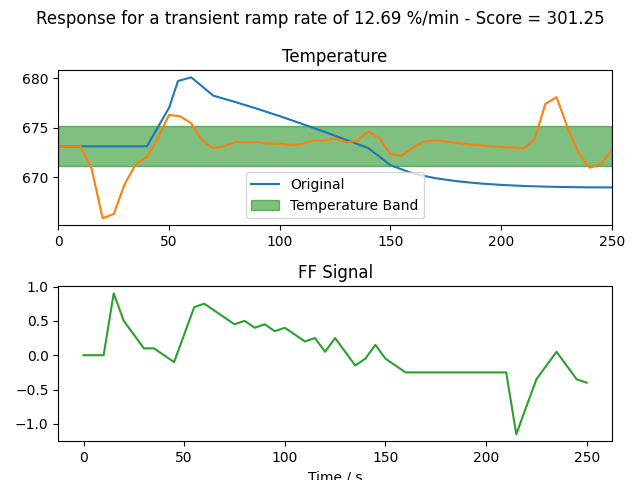 Response for a transient ramp rate of 12.69 %/min - Score = 301.25
Temperature
680
675
670
Original
Temperature Band
0 50 100 150 200 250
FF Signal
1.0
0.5
0.0
−0.5
−1.0
0 50 100 150 200 250
Time / s